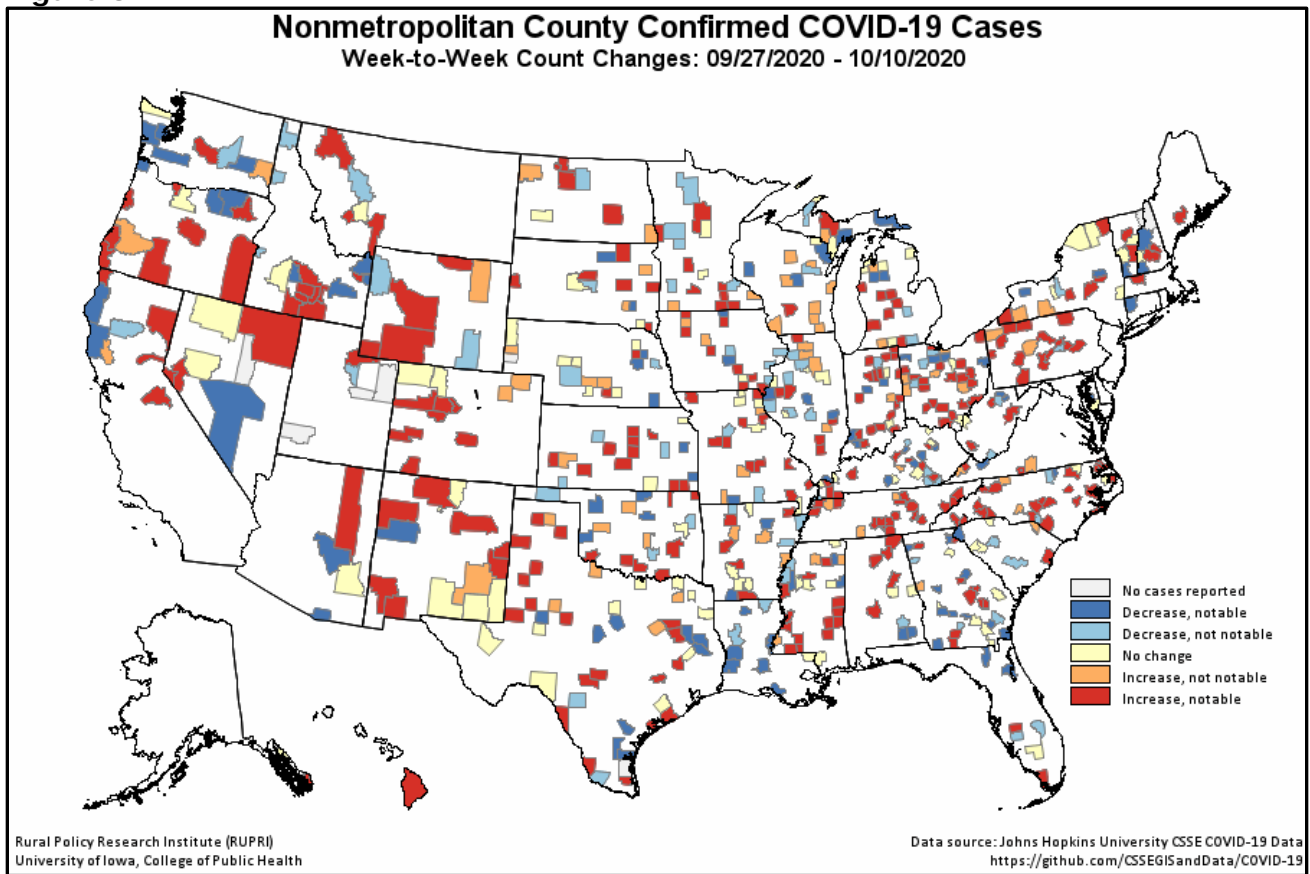 Nonmetropolitan County Confirmed COVID-19 Cases
Week-to-Week Count Changes: 09/27/2020 - 10/10/2020
No cases reported
Decrease, notable
Decrease, not notable
No change
Increase, not notable
Increase, notable
Rural Policy Research Institute (RUPRI)
University of Iowa, College of Public Health
Data source: Johns Hopkins University CSSE COVID-19 Data
https://github.com/CSSEGISandData/COVID-19